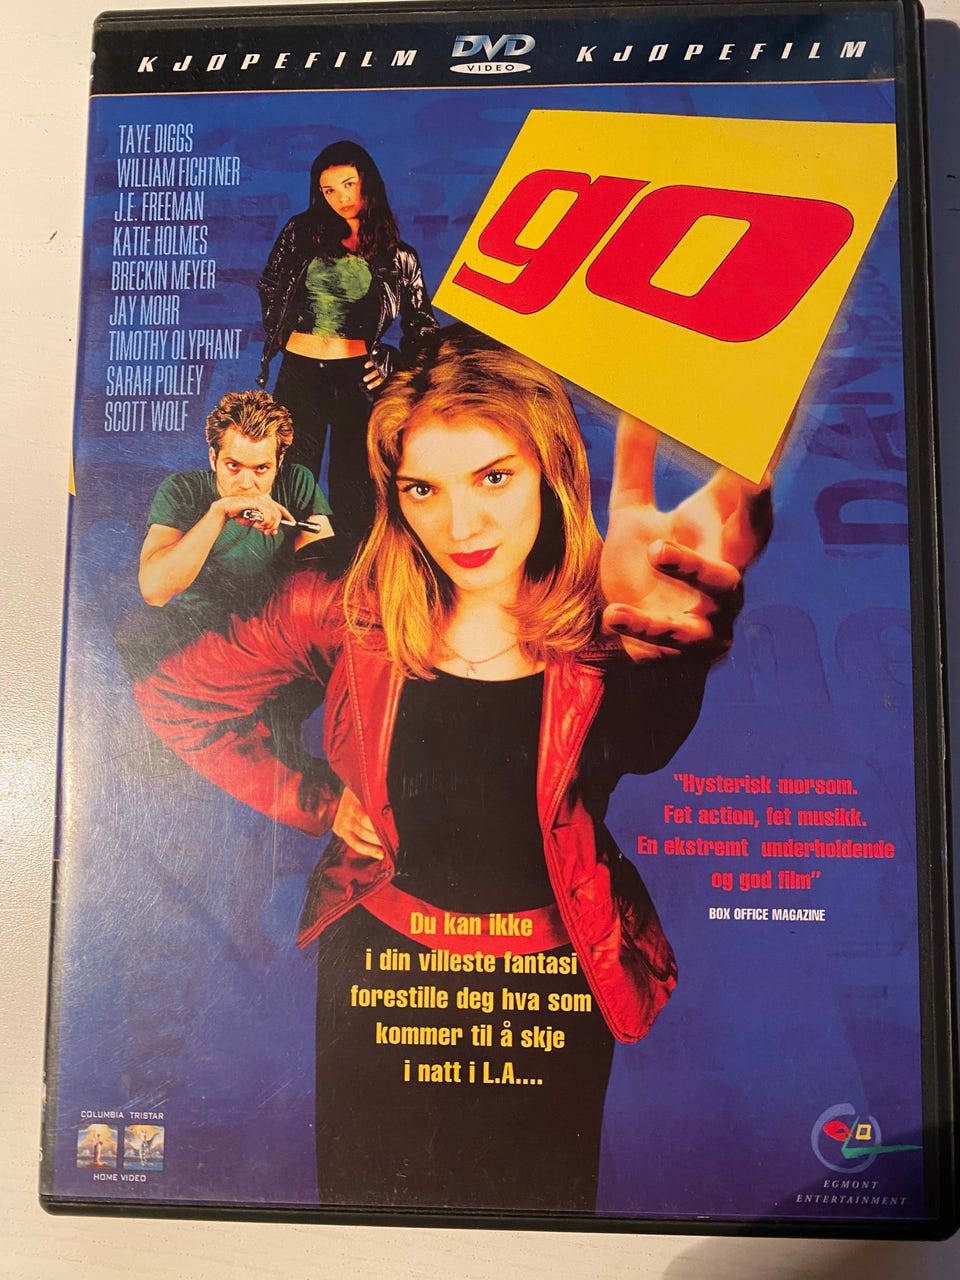 KJØPEFILM DVD VIDEO KJØPEFILM
go
TAYE DIGGS
WILLIAM FICHTNER
J.E. FREEMAN
KATIE HOLMES
BRECKIN MEYER
JAY MOHR
TIMOTHY OLYPHANT
SARAH POLLEY
SCOTT WOLF
"Hysterisk morsom.
Fet action, fet musikk.
En ekstremt underholdende
og god film"
BOX OFFICE MAGAZINE
Du kan ikke
i din villeste fantasi
forestille deg hva som
kommer til å skje
i natt i L.A....
COLUMBIA TRISTAR
HOME VIDEO
EGMONT
ENTERTAINMENT